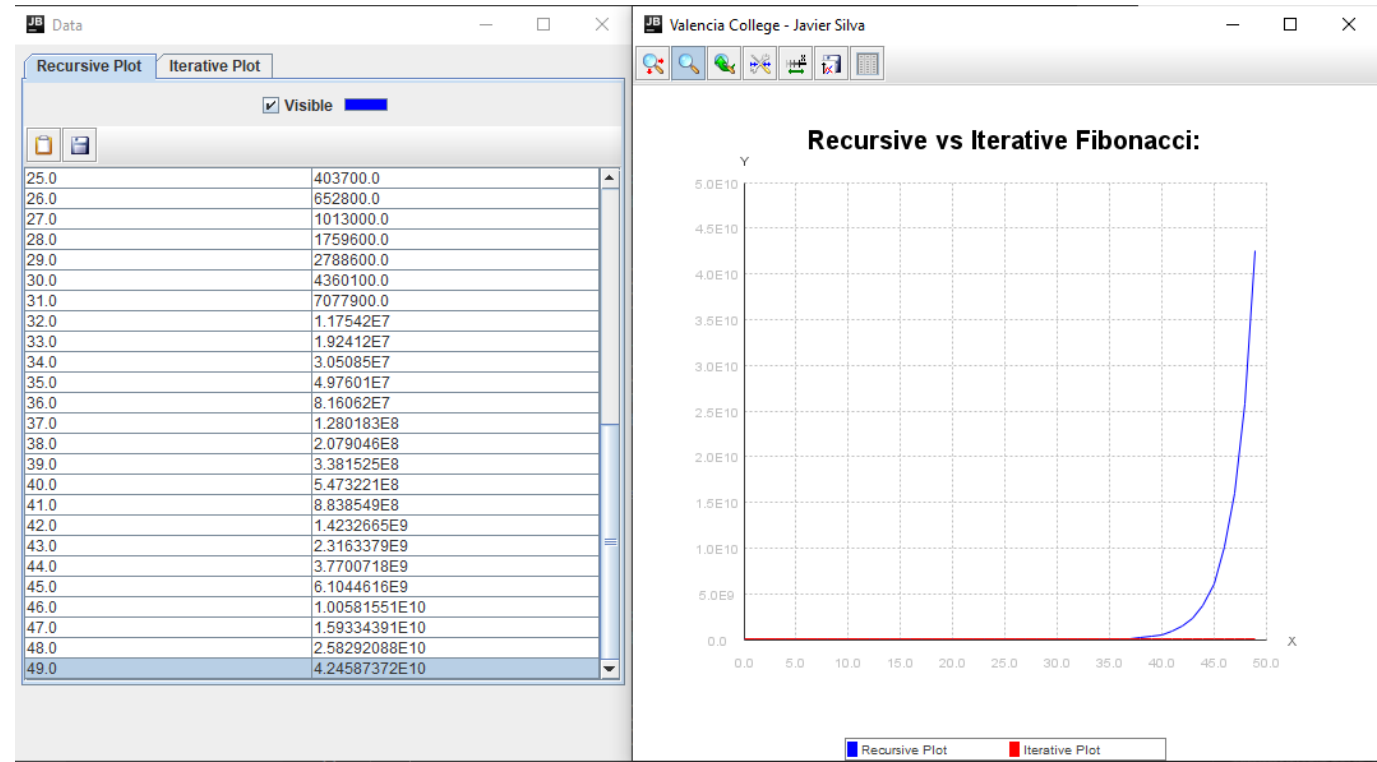 JB Data
Recursive Plot Iterative Plot
Visible
25.0 403700.0
26.0 652800.0
27.0 1013000.0
28.0 1759600.0
29.0 2788600.0
30.0 4360100.0
31.0 7077900.0
32.0 1.17542E7
33.0 1.92412E7
34.0 3.05085E7
35.0 4.97601E7
36.0 8.16062E7
37.0 1.280183E8
38.0 2.079046E8
39.0 3.381525E8
40.0 5.473221E8
41.0 8.838549E8
42.0 1.4232665E9
43.0 2.3163379E9
44.0 3.7700718E9
45.0 6.1044616E9
46.0 1.00581551E10
47.0 1.59334391E10
48.0 2.58292088E10
49.0 4.24587372E10
JB Valencia College - Javier Silva
Recursive vs Iterative Fibonacci:
Y
5.0E10
4.5E10
4.0E10
3.5E10
3.0E10
2.5E10
2.0E10
1.5E10
1.0E10
5.0E9
0.0
X
0.0 5.0 10.0 15.0 20.0 25.0 30.0 35.0 40.0 45.0 50.0
Recursive Plot Iterative Plot